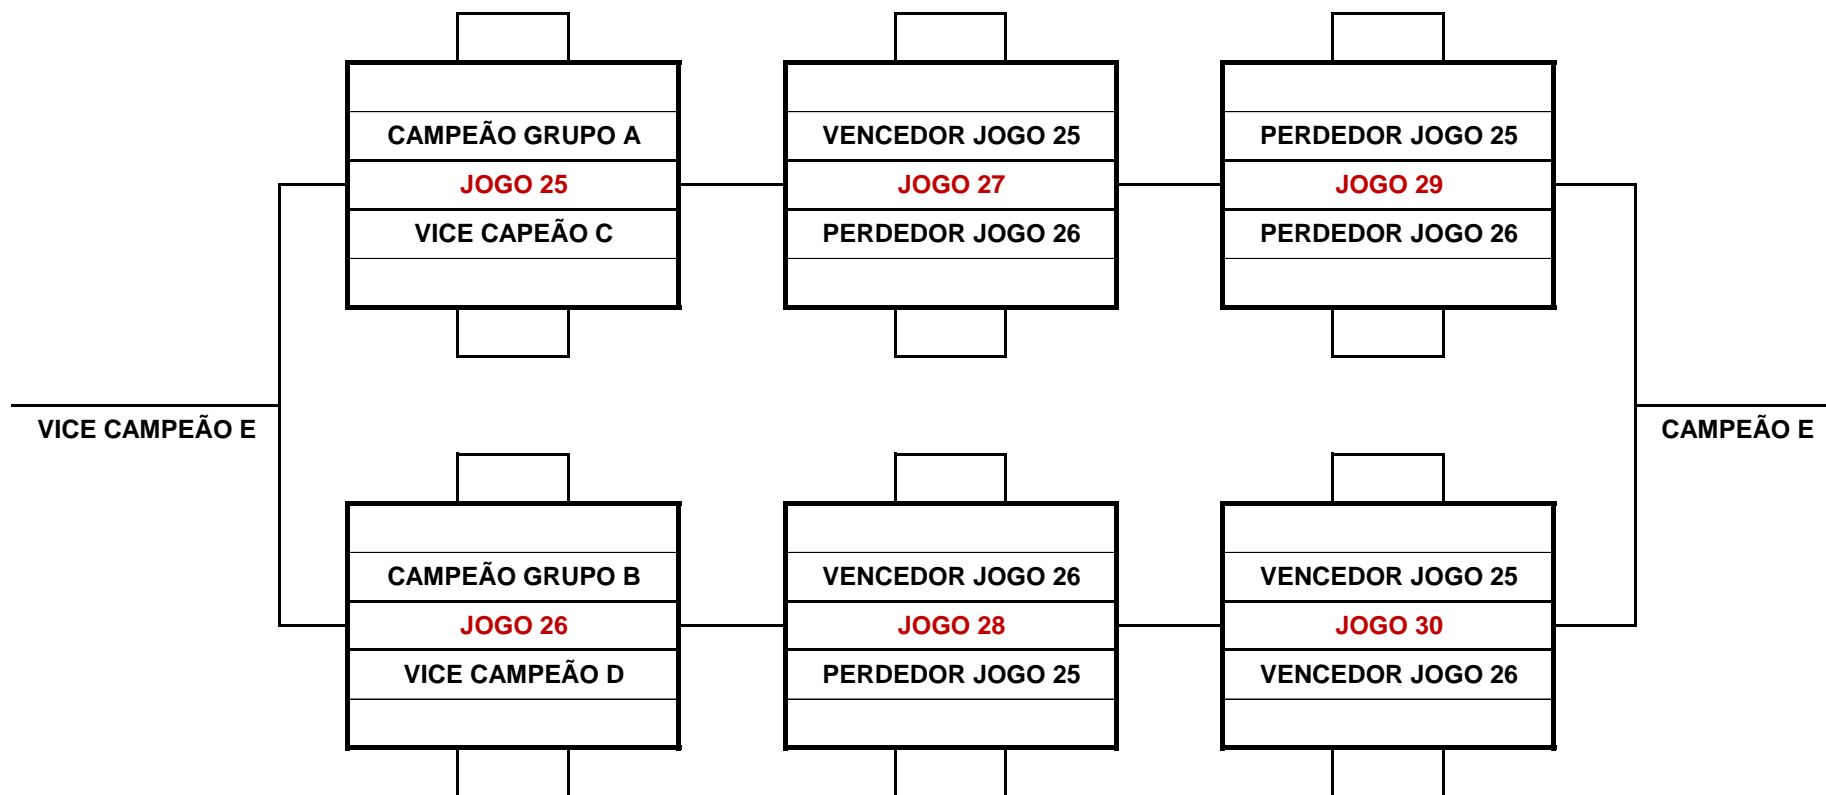 CAMPEÃO GRUPO A
JOGO 25
VICE CAPEÃO C
VENCEDOR JOGO 25
JOGO 27
PERDEDOR JOGO 26
PERDEDOR JOGO 25
JOGO 29
PERDEDOR JOGO 26
VICE CAMPEÃO E
CAMPEÃO E
CAMPEÃO GRUPO B
JOGO 26
VICE CAMPEÃO D
VENCEDOR JOGO 26
JOGO 28
PERDEDOR JOGO 25
VENCEDOR JOGO 25
JOGO 30
VENCEDOR JOGO 26